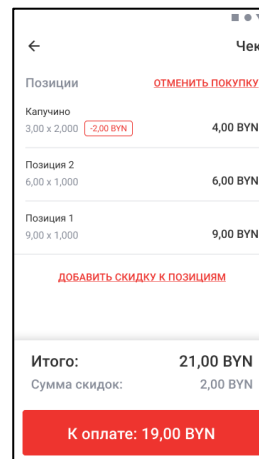 Чек
Позиции ОТМЕНИТЬ ПОКУПКУ
Капучино
3,00 x 2,000 -2,00 BYN 4,00 BYN
Позиция 2
6,00 x 1,000 6,00 BYN
Позиция 1
9,00 x 1,000 9,00 BYN
ДОБАВИТЬ СКИДКУ К ПОЗИЦИЯМ
Итого: 21,00 BYN
Сумма скидок: 2,00 BYN
К оплате: 19,00 BYN